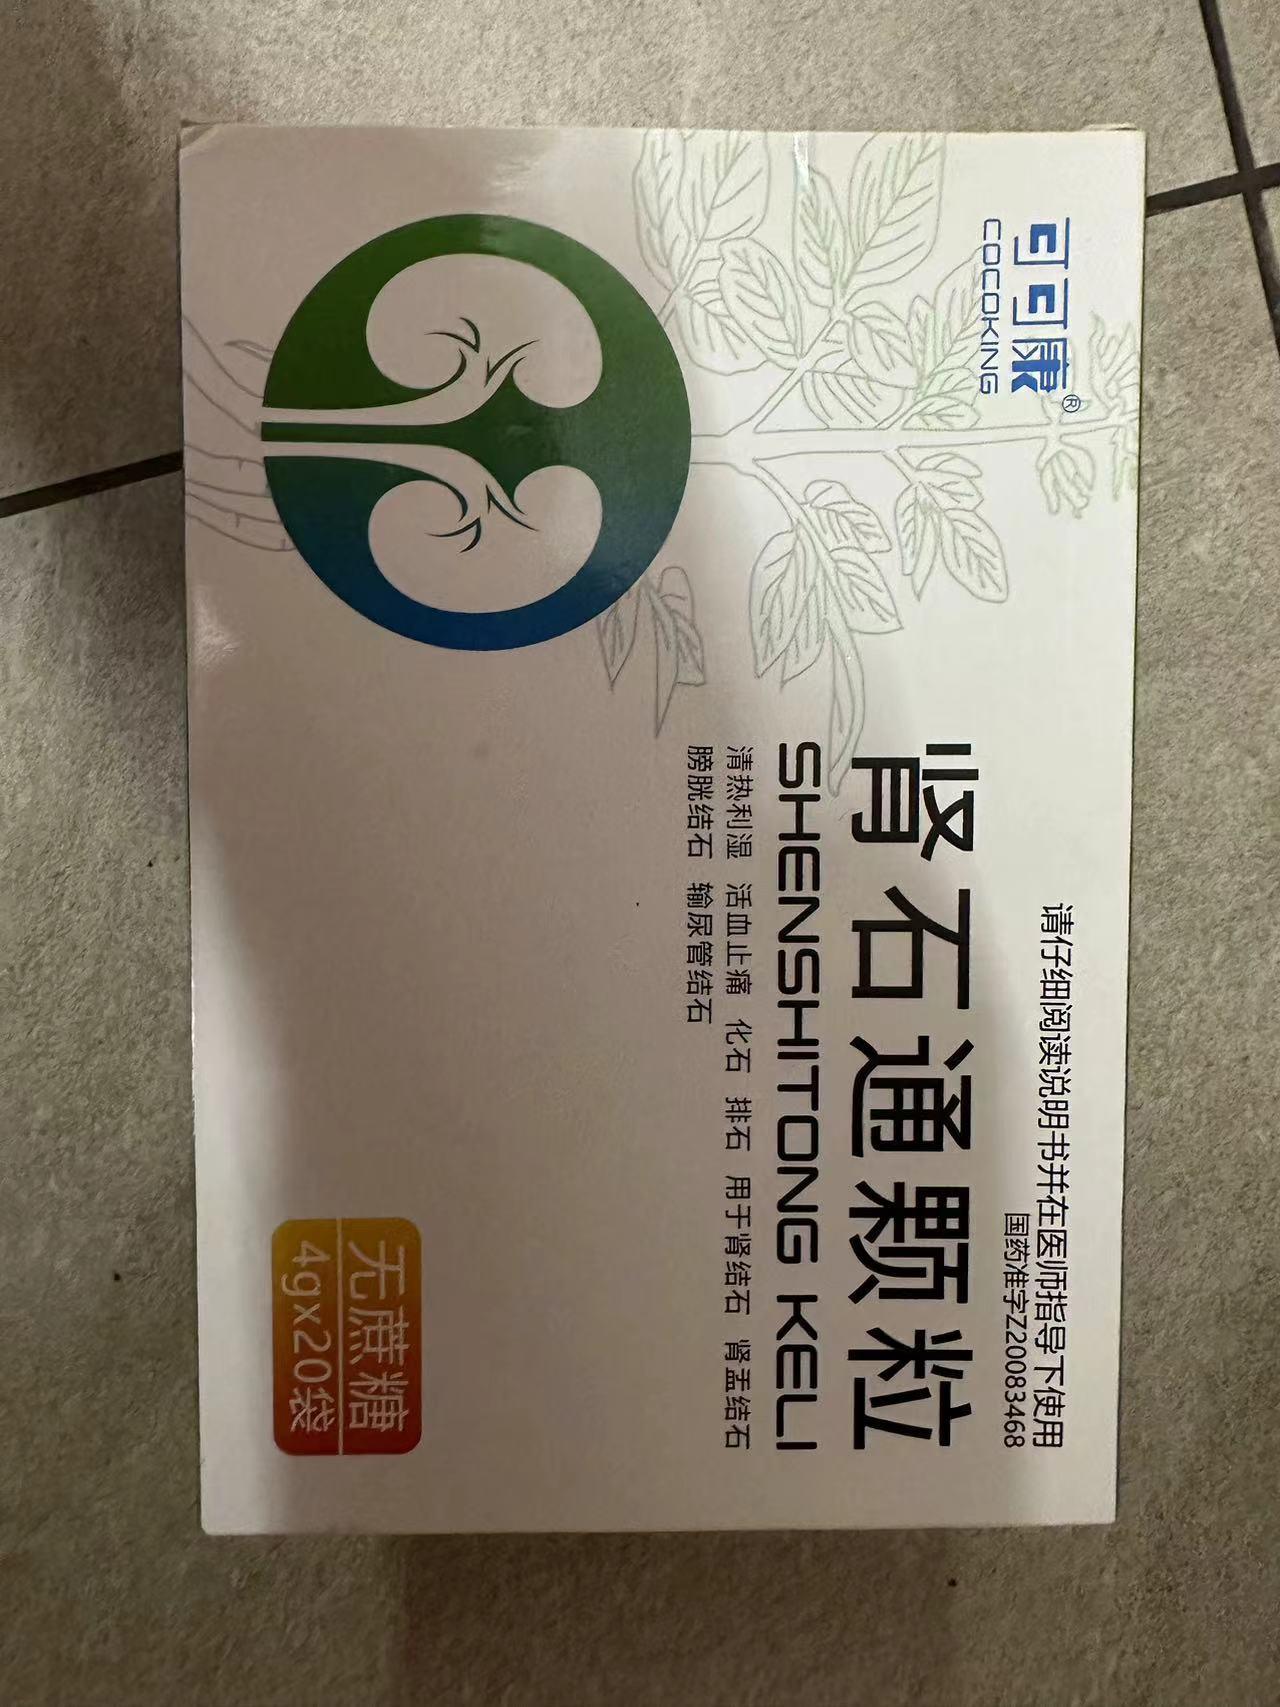 可可康®
COCOKING
请仔细阅读说明书并在医师指导下使用
国药准字Z20083468
肾石通颗粒
SHENSHITONG KELI
清热利湿 活血止痛 化石 排石 用于肾结石 肾盂结石
膀胱结石 输尿管结石
无蔗糖
4gx20袋